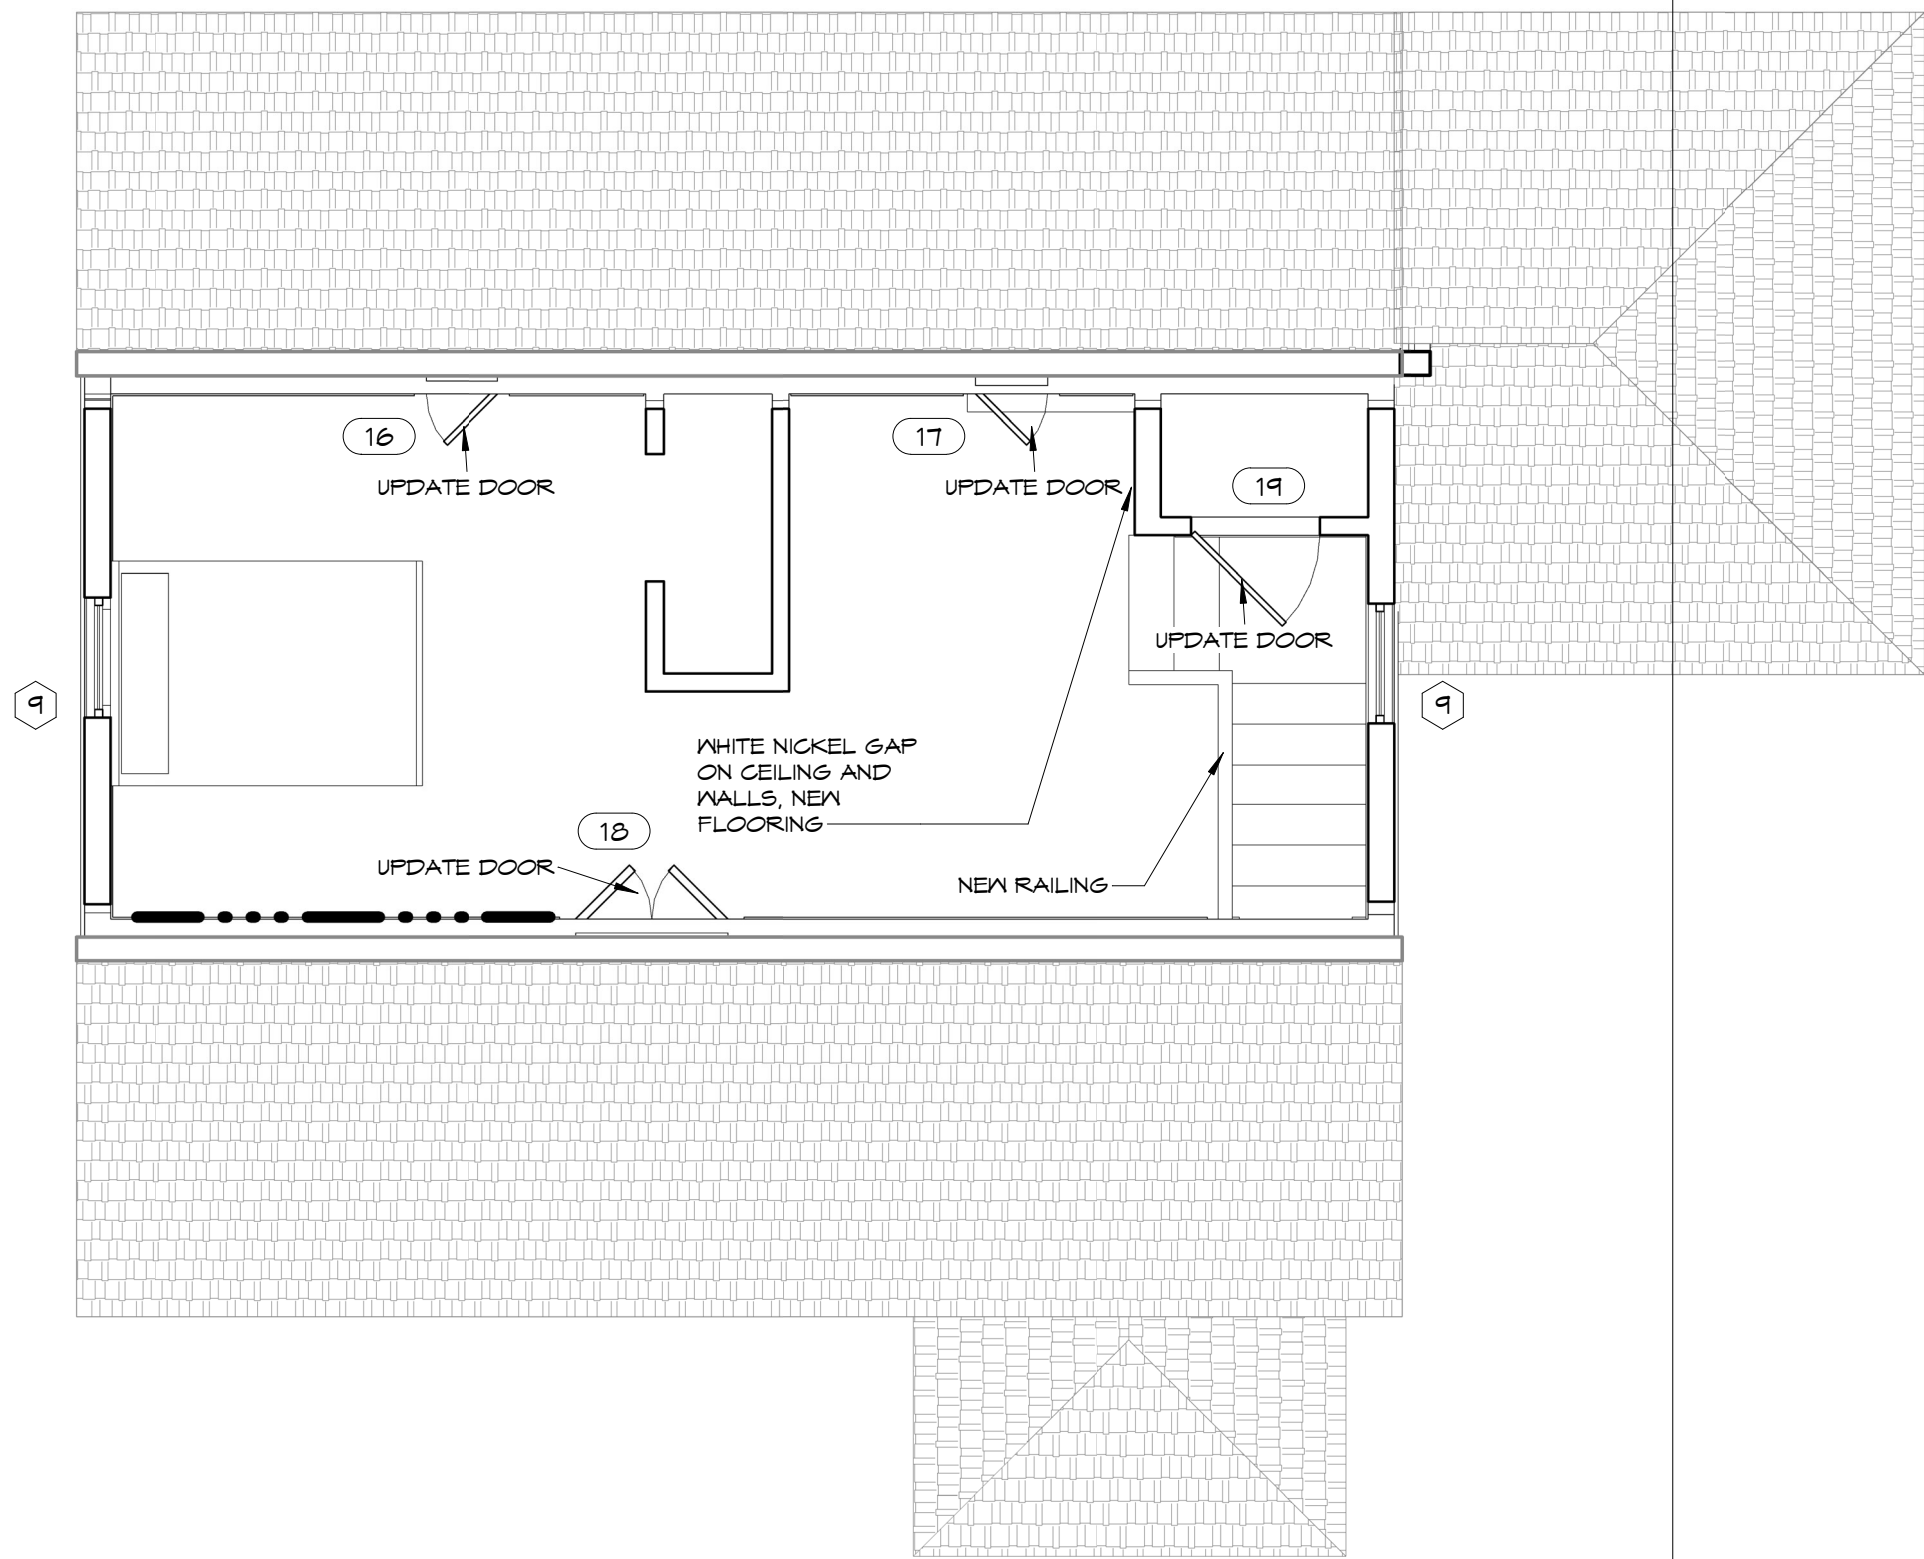 16
UPDATE DOOR
17
UPDATE DOOR
19
UPDATE DOOR
9
9
WHITE NICKEL GAP
ON CEILING AND
WALLS, NEW
FLOORING
18
UPDATE DOOR
NEW RAILING